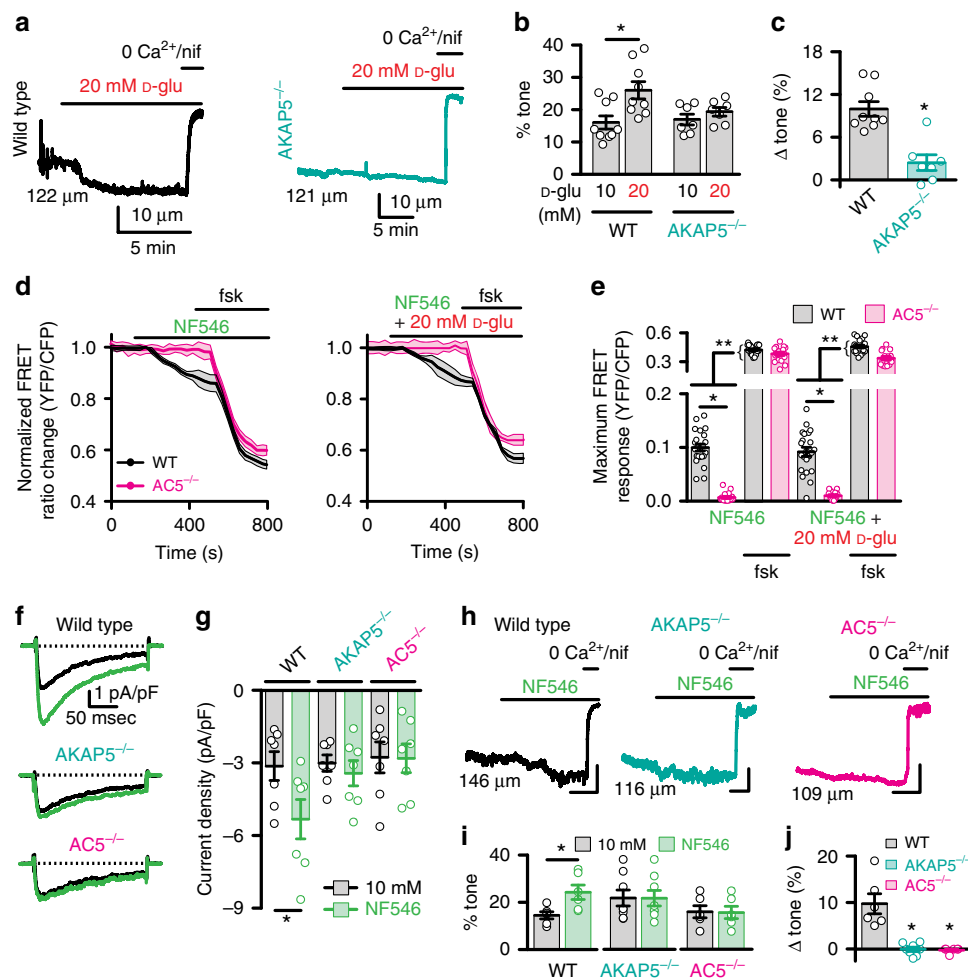 a
0 Ca²⁺/nif
20 mM D-glu
Wild type
122 μm
10 μm
5 min
0 Ca²⁺/nif
20 mM D-glu
AKAP5⁻/⁻
121 μm
10 μm
5 min
b
% tone
40
30
20
10
0
*
D-glu
(mM)
10 20 10 20
WT AKAP5⁻/⁻
c
Δ tone (%)
18
12
6
0
*
WT
AKAP5⁻/⁻
d
Normalized FRET
ratio change (YFP/CFP)
fsk
NF546
1.0
0.8
0.6
0.4
WT
AC5⁻/⁻
0 400 800
Time (s)
fsk
NF546
+ 20 mM D-glu
1.0
0.8
0.6
0.4
0 400 800
Time (s)
e
WT AC5⁻/⁻
Maximum FRET
response (YFP/CFP)
0.6
0.3
0.2
0.1
0.0
** {
** {
*
*
NF546
NF546 +
20 mM D-glu
fsk
fsk
f
Wild type
1 pA/pF
50 msec
AKAP5⁻/⁻
AC5⁻/⁻
g
WT
AKAP5⁻/⁻
AC5⁻/⁻
Current density (pA/pF)
0
–3
–6
–9
*
10 mM
NF546
h
Wild type
0 Ca²⁺/nif
NF546
146 μm
AKAP5⁻/⁻
0 Ca²⁺/nif
NF546
116 μm
AC5⁻/⁻
0 Ca²⁺/nif
NF546
109 μm
i
10 mM NF546
% tone
40
20
0
*
WT AKAP5⁻/⁻ AC5⁻/⁻
j
WT
AKAP5⁻/⁻
AC5⁻/⁻
Δ tone (%)
20
10
0
* *